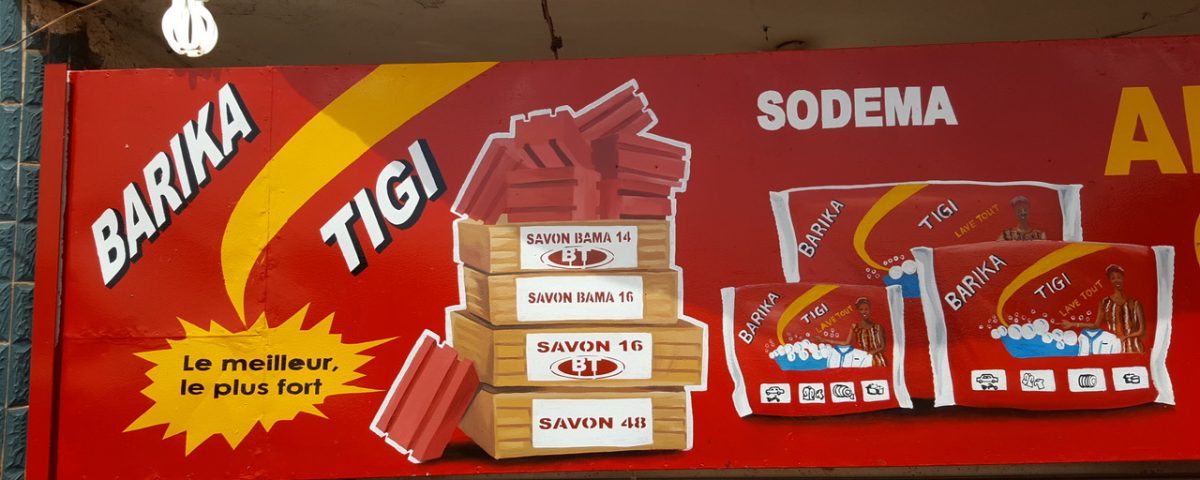 BARIKA
TIGI
Le meilleur,
le plus fort
SAVON BAMA 14
BT
SAVON BAMA 16
SAVON 16
BT
SAVON 48
SODEMA
BARIKA
TIGI
LAVE TOUT
BARIKA
TIGI
LAVE TOUT
BARIKA
TIGI
LAVE TOUT